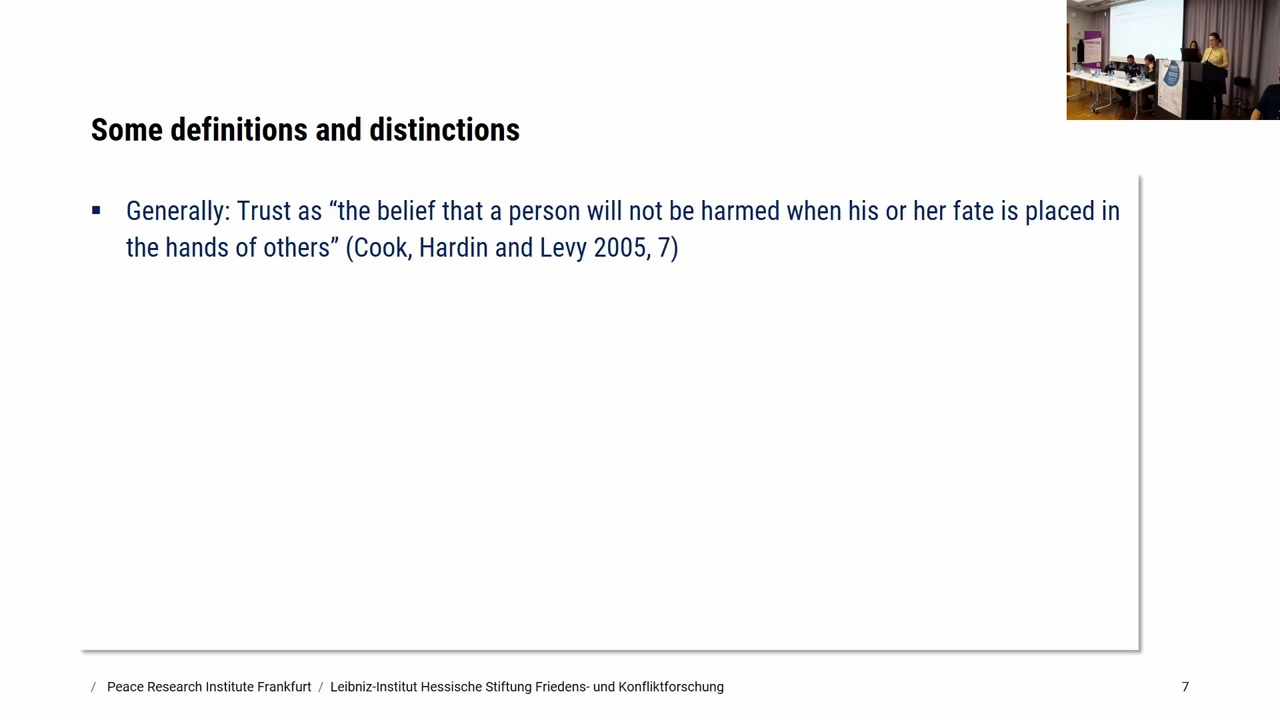 Some definitions and distinctions
▪ Generally: Trust as “the belief that a person will not be harmed when his or her fate is placed in
the hands of others” (Cook, Hardin and Levy 2005, 7)
/ Peace Research Institute Frankfurt / Leibniz-Institut Hessische Stiftung Friedens- und Konfliktforschung
7